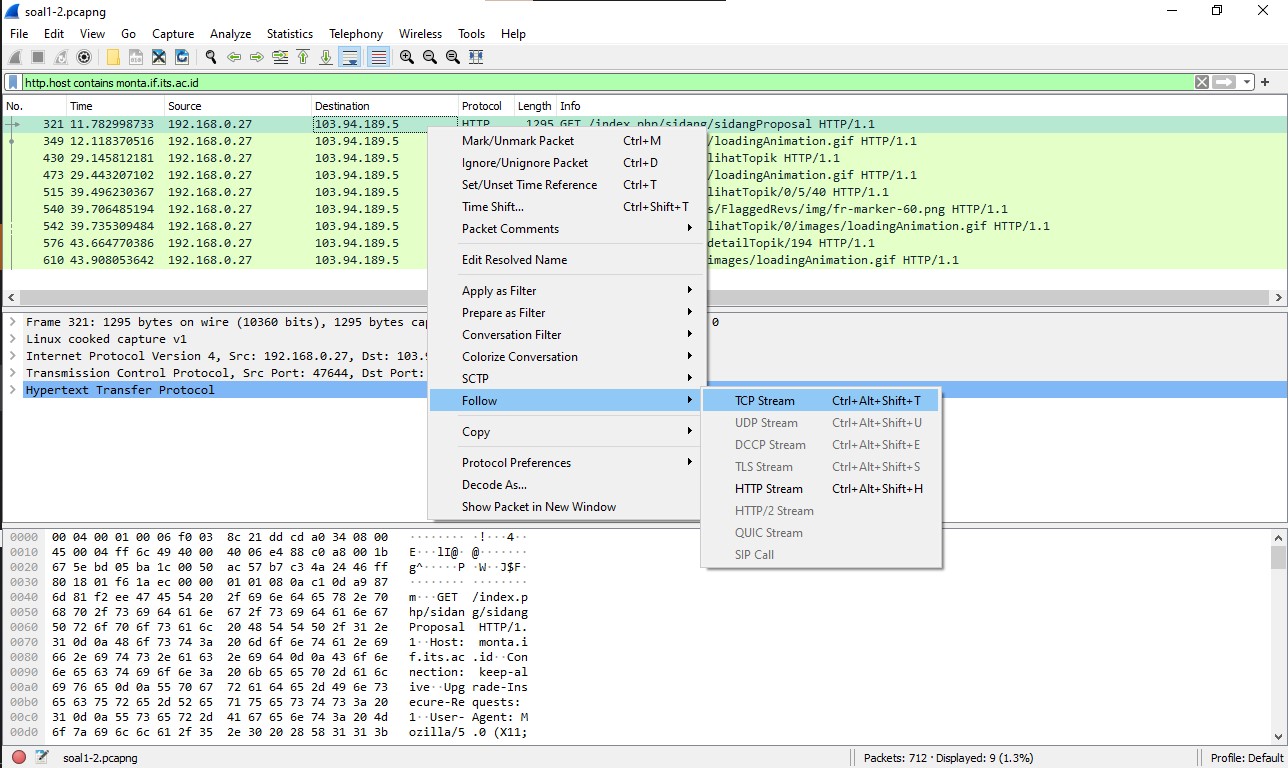 soal1-2.pcapng
File Edit View Go Capture Analyze Statistics Telephony Wireless Tools Help
http.host contains monta.if.its.ac.id
No. Time Source Destination Protocol Length Info
321 11.782998733 192.168.0.27 103.94.189.5 HTTP 1295 GET /index.php/sidang/sidangProposal HTTP/1.1
349 12.118370516 192.168.0.27 103.94.189.5 /loadingAnimation.gif HTTP/1.1
430 29.145812181 192.168.0.27 103.94.189.5 lihatTopik HTTP/1.1
473 29.443207102 192.168.0.27 103.94.189.5 /loadingAnimation.gif HTTP/1.1
515 39.496230367 192.168.0.27 103.94.189.5 lihatTopik/0/5/40 HTTP/1.1
540 39.706485194 192.168.0.27 103.94.189.5 s/FlaggedRevs/img/fr-marker-60.png HTTP/1.1
542 39.735309484 192.168.0.27 103.94.189.5 lihatTopik/0/images/loadingAnimation.gif HTTP/1.1
576 43.664770386 192.168.0.27 103.94.189.5 detailTopik/194 HTTP/1.1
610 43.908053642 192.168.0.27 103.94.189.5 images/loadingAnimation.gif HTTP/1.1
Mark/Unmark Packet Ctrl+M
Ignore/Unignore Packet Ctrl+D
Set/Unset Time Reference Ctrl+T
Time Shift... Ctrl+Shift+T
Packet Comments
Edit Resolved Name
Apply as Filter
Prepare as Filter
Conversation Filter
Colorize Conversation
SCTP
Follow
Copy
Protocol Preferences
Decode As...
Show Packet in New Window
TCP Stream Ctrl+Alt+Shift+T
UDP Stream Ctrl+Alt+Shift+U
DCCP Stream Ctrl+Alt+Shift+E
TLS Stream Ctrl+Alt+Shift+S
HTTP Stream Ctrl+Alt+Shift+H
HTTP/2 Stream
QUIC Stream
SIP Call
Frame 321: 1295 bytes on wire (10360 bits), 1295 bytes cap 0
Linux cooked capture v1
Internet Protocol Version 4, Src: 192.168.0.27, Dst: 103.9
Transmission Control Protocol, Src Port: 47644, Dst Port:
Hypertext Transfer Protocol
0000 00 04 00 01 00 06 f0 03 8c 21 dd cd a0 34 08 00 ········ ·!···4··
0010 45 00 04 ff 6c 49 40 00 40 06 e4 88 c0 a8 00 1b E···lI@· @·······
0020 67 5e bd 05 ba 1c 00 50 ac 57 b7 c3 4a 24 46 ff g^·····P ·W··J$F·
0030 80 18 01 f6 1a ec 00 00 01 01 08 0a c1 0d a9 87 ········ ········
0040 6d 81 f2 ee 47 45 54 20 2f 69 6e 64 65 78 2e 70 m···GET /index.p
0050 68 70 2f 73 69 64 61 6e 67 2f 73 69 64 61 6e 67 hp/sidan g/sidang
0060 50 72 6f 70 6f 73 61 6c 20 48 54 54 50 2f 31 2e Proposal HTTP/1.
0070 31 0d 0a 48 6f 73 74 3a 20 6d 6f 6e 74 61 2e 69 1··Host: monta.i
0080 66 2e 69 74 73 2e 61 63 2e 69 64 0d 0a 43 6f 6e f.its.ac .id··Con
0090 6e 65 63 74 69 6f 6e 3a 20 6b 65 65 70 2d 61 6c nection: keep-al
00a0 69 76 65 0d 0a 55 70 67 72 61 64 65 2d 49 6e 73 ive··Upg rade-Ins
00b0 65 63 75 72 65 2d 52 65 71 75 65 73 74 73 3a 20 ecure-Re quests:
00c0 31 0d 0a 55 73 65 72 2d 41 67 65 6e 74 3a 20 4d 1··User- Agent: M
00d0 6f 7a 69 6c 6c 61 2f 35 2e 30 20 28 58 31 31 3b ozilla/5 .0 (X11;
soal1-2.pcapng Packets: 712 · Displayed: 9 (1.3%) Profile: Default